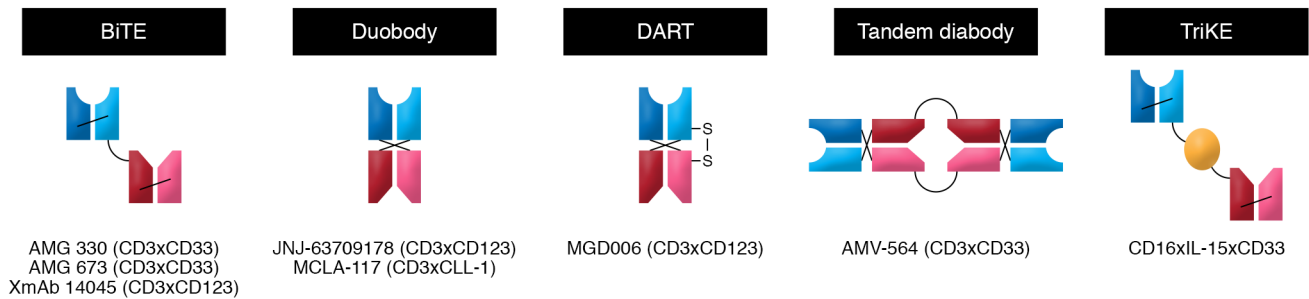 BiTE
Duobody
DART
Tandem diabody
TriKE
S
S
AMG 330 (CD3xCD33)
AMG 673 (CD3xCD33)
XmAb 14045 (CD3xCD123)
JNJ-63709178 (CD3xCD123)
MCLA-117 (CD3xCLL-1)
MGD006 (CD3xCD123)
AMV-564 (CD3xCD33)
CD16xIL-15xCD33